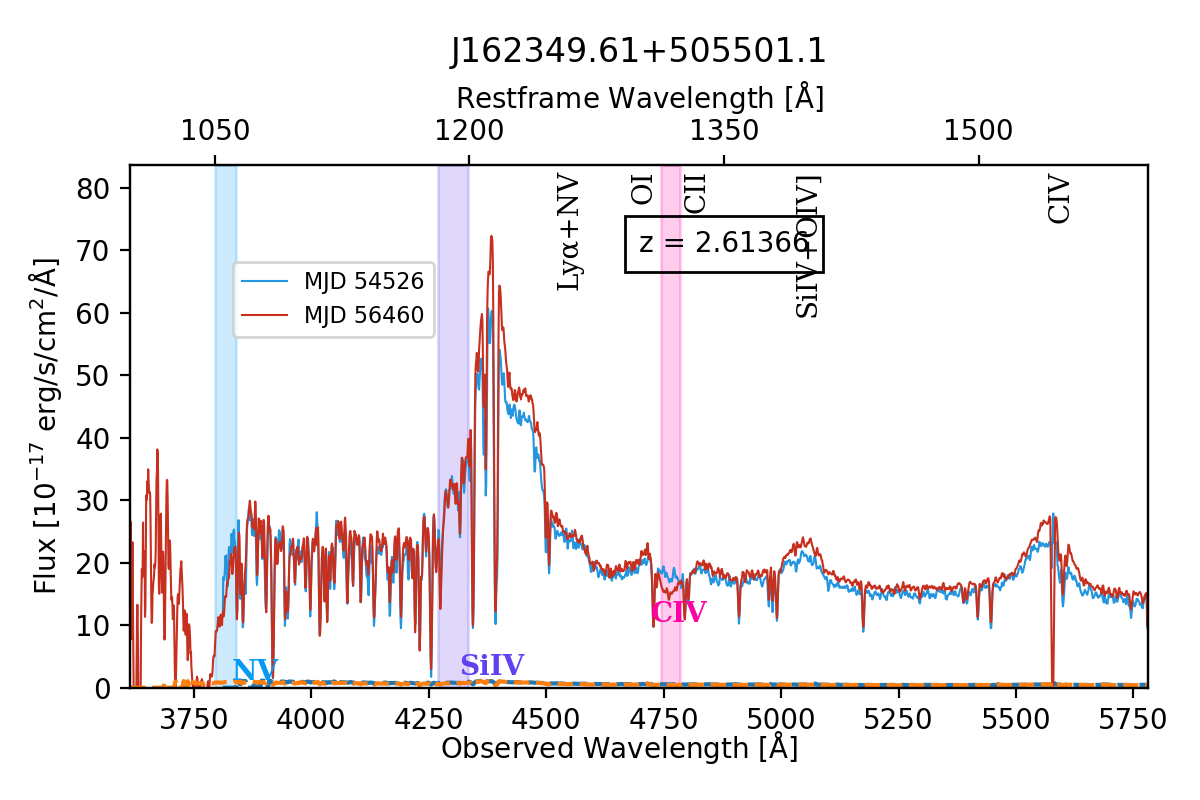 J162349.61+505501.1
Restframe Wavelength [Å]
1050 1200 1350 1500
Lyα+NV
OI
CII
SiIV+OIV]
CIV
z = 2.61366
MJD 54526
MJD 56460
Flux [10⁻¹⁷ erg/s/cm²/Å]
80
70
60
50
40
30
20
10
0
CIV
NV
SiIV
3750 4000 4250 4500 4750 5000 5250 5500 5750
Observed Wavelength [Å]